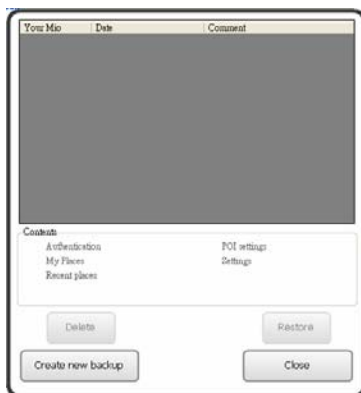 Your Mio Date Comment
Contents
Authentication POI settings
My Places Settings
Recent places
Delete Restore
Create new backup Close